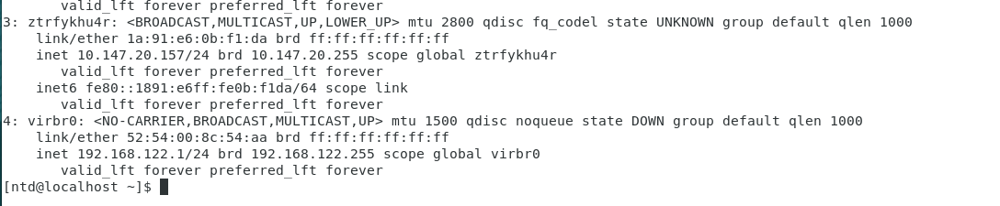 valid_lft forever preferred_lft forever
3: ztrfykhu4r: <BROADCAST,MULTICAST,UP,LOWER_UP> mtu 2800 qdisc fq_codel state UNKNOWN group default qlen 1000
link/ether 1a:91:e6:0b:f1:da brd ff:ff:ff:ff:ff:ff
inet 10.147.20.157/24 brd 10.147.20.255 scope global ztrfykhu4r
valid_lft forever preferred_lft forever
inet6 fe80::1891:e6ff:fe0b:f1da/64 scope link
valid_lft forever preferred_lft forever
4: virbr0: <NO-CARRIER,BROADCAST,MULTICAST,UP> mtu 1500 qdisc noqueue state DOWN group default qlen 1000
link/ether 52:54:00:8c:54:aa brd ff:ff:ff:ff:ff:ff
inet 192.168.122.1/24 brd 192.168.122.255 scope global virbr0
valid_lft forever preferred_lft forever
[ntd@localhost ~]$